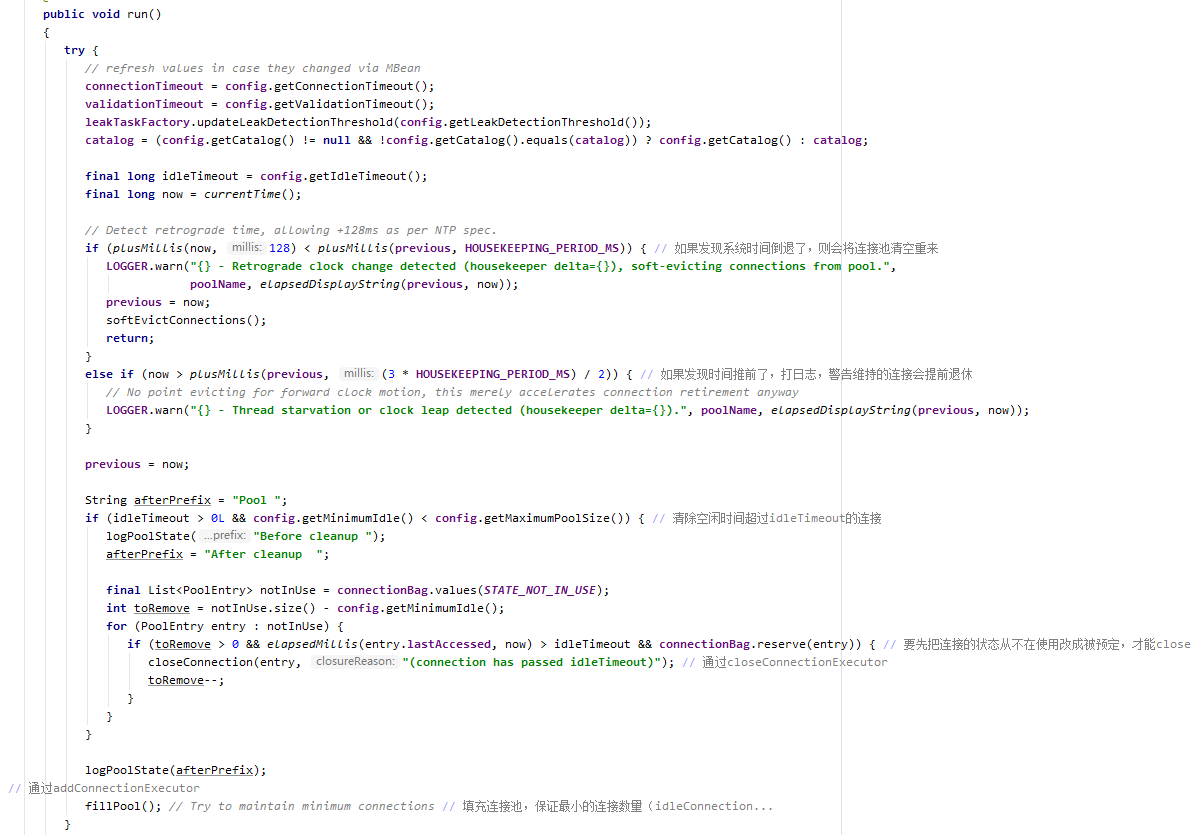 public void run()
{
try {
// refresh values in case they changed via MBean
connectionTimeout = config.getConnectionTimeout();
validationTimeout = config.getValidationTimeout();
leakTaskFactory.updateLeakDetectionThreshold(config.getLeakDetectionThreshold());
catalog = (config.getCatalog() != null && !config.getCatalog().equals(catalog)) ? config.getCatalog() : catalog;
final long idleTimeout = config.getIdleTimeout();
final long now = currentTime();
// Detect retrograde time, allowing +128ms as per NTP spec.
if (plusMillis(now, millis: 128) < plusMillis(previous, HOUSEKEEPING_PERIOD_MS)) { // 如果发现系统时间倒退了，则会将连接池清空重来
LOGGER.warn("{} - Retrograde clock change detected (housekeeper delta={}), soft-evicting connections from pool.",
poolName, elapsedDisplayString(previous, now));
previous = now;
softEvictConnections();
return;
}
else if (now > plusMillis(previous, millis: (3 * HOUSEKEEPING_PERIOD_MS) / 2)) { // 如果发现时间推前了，打日志，警告维持的连接会提前退休
// No point evicting for forward clock motion, this merely accelerates connection retirement anyway
LOGGER.warn("{} - Thread starvation or clock leap detected (housekeeper delta={}).", poolName, elapsedDisplayString(previous, now));
}
previous = now;
String afterPrefix = "Pool ";
if (idleTimeout > 0L && config.getMinimumIdle() < config.getMaximumPoolSize()) { // 清除空闲时间超过idleTimeout的连接
logPoolState( ...prefix: "Before cleanup ");
afterPrefix = "After cleanup  ";
final List<PoolEntry> notInUse = connectionBag.values(STATE_NOT_IN_USE);
int toRemove = notInUse.size() - config.getMinimumIdle();
for (PoolEntry entry : notInUse) {
if (toRemove > 0 && elapsedMillis(entry.lastAccessed, now) > idleTimeout && connectionBag.reserve(entry)) { // 要先把连接的状态从不在使用改成被预定，才能close
closeConnection(entry, closureReason: "(connection has passed idleTimeout)"); // 通过closeConnectionExecutor
toRemove--;
}
}
}
logPoolState(afterPrefix);
// 通过addConnectionExecutor
fillPool(); // Try to maintain minimum connections // 填充连接池，保证最小的连接数量（idleConnection...
}